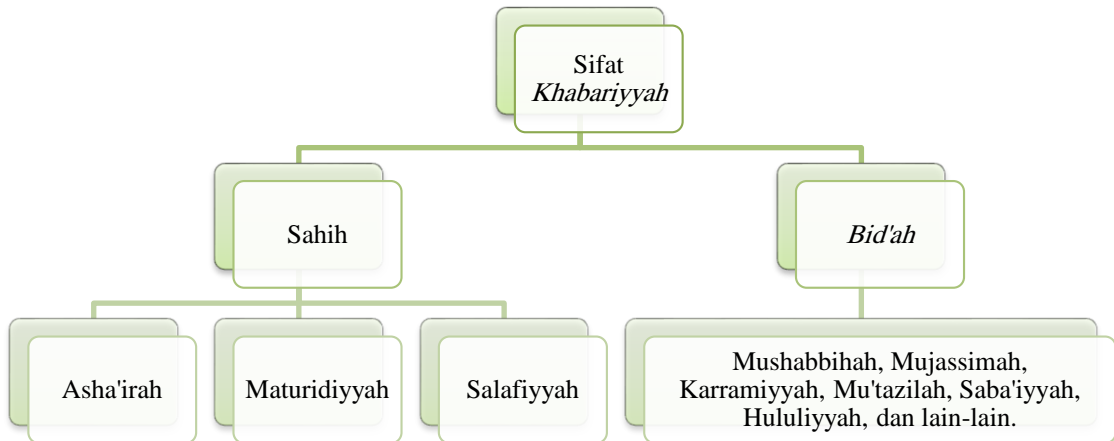 Sifat
Khabariyyah
Sahih
Bid'ah
Asha'irah
Maturidiyyah
Salafiyyah
Mushabbihah, Mujassimah,
Karramiyyah, Mu'tazilah, Saba'iyyah,
Hululiyyah, dan lain-lain.